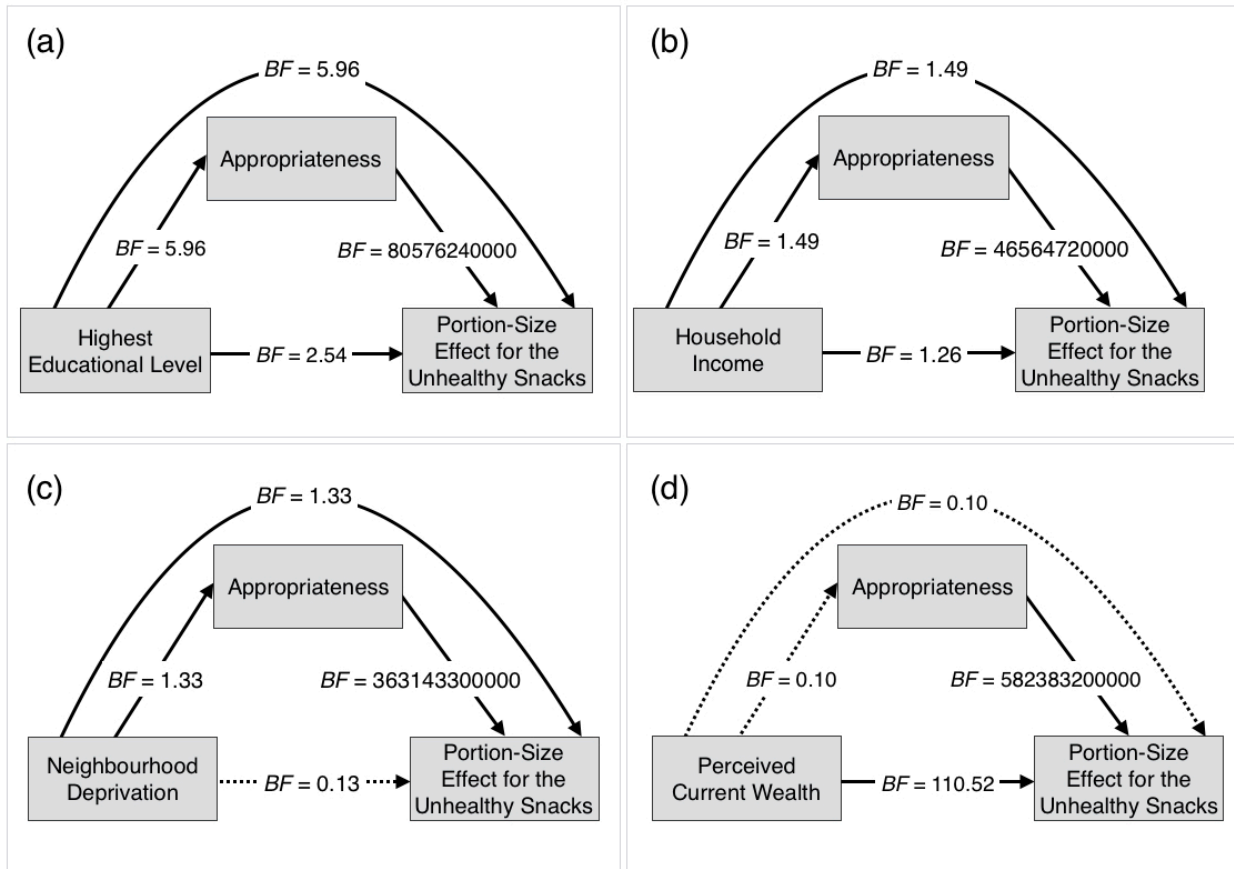 (a)
BF = 5.96
Appropriateness
BF = 5.96
BF = 80576240000
Highest
Educational Level
BF = 2.54
Portion-Size
Effect for the
Unhealthy Snacks
(b)
BF = 1.49
Appropriateness
BF = 1.49
BF = 46564720000
Household
Income
BF = 1.26
Portion-Size
Effect for the
Unhealthy Snacks
(c)
BF = 1.33
Appropriateness
BF = 1.33
BF = 363143300000
Neighbourhood
Deprivation
BF = 0.13
Portion-Size
Effect for the
Unhealthy Snacks
(d)
BF = 0.10
Appropriateness
BF = 0.10
BF = 582383200000
Perceived
Current Wealth
BF = 110.52
Portion-Size
Effect for the
Unhealthy Snacks